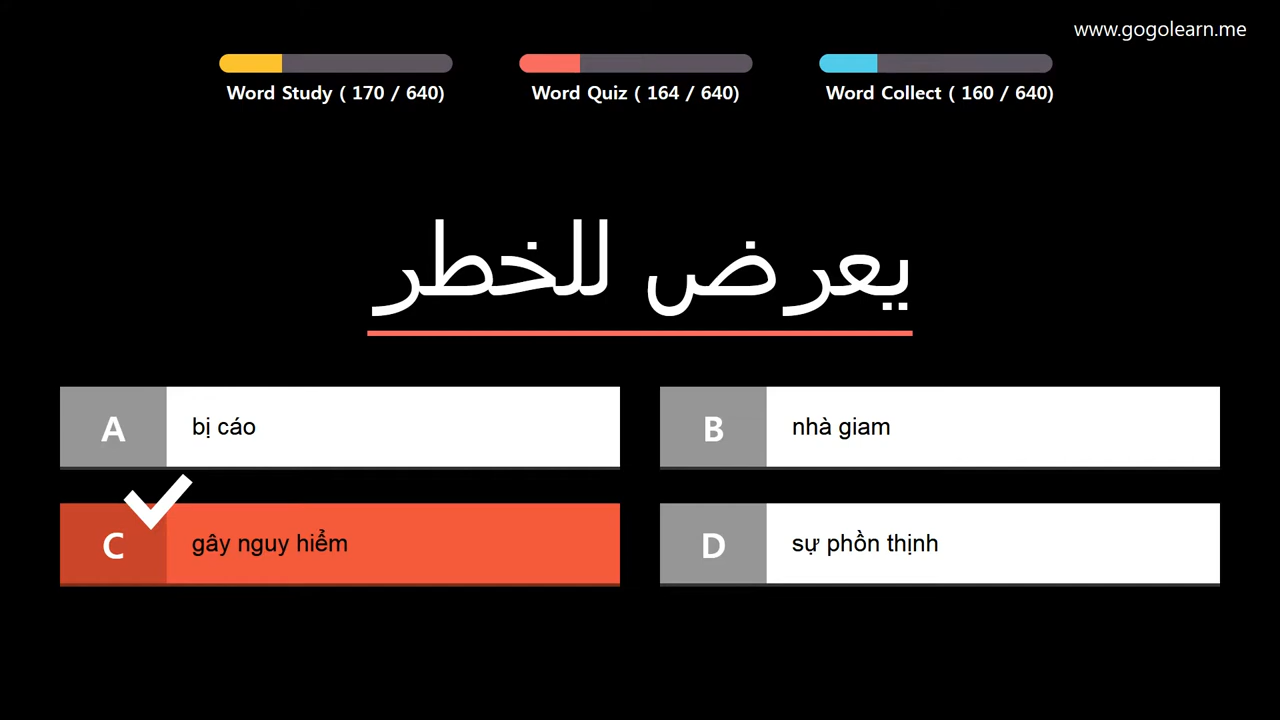 www.gogolearn.me
Word Study ( 170 / 640)
Word Quiz ( 164 / 640)
Word Collect ( 160 / 640)
يعرض للخطر
A
bị cáo
B
nhà giam
C
gây nguy hiểm
D
sự phồn thịnh